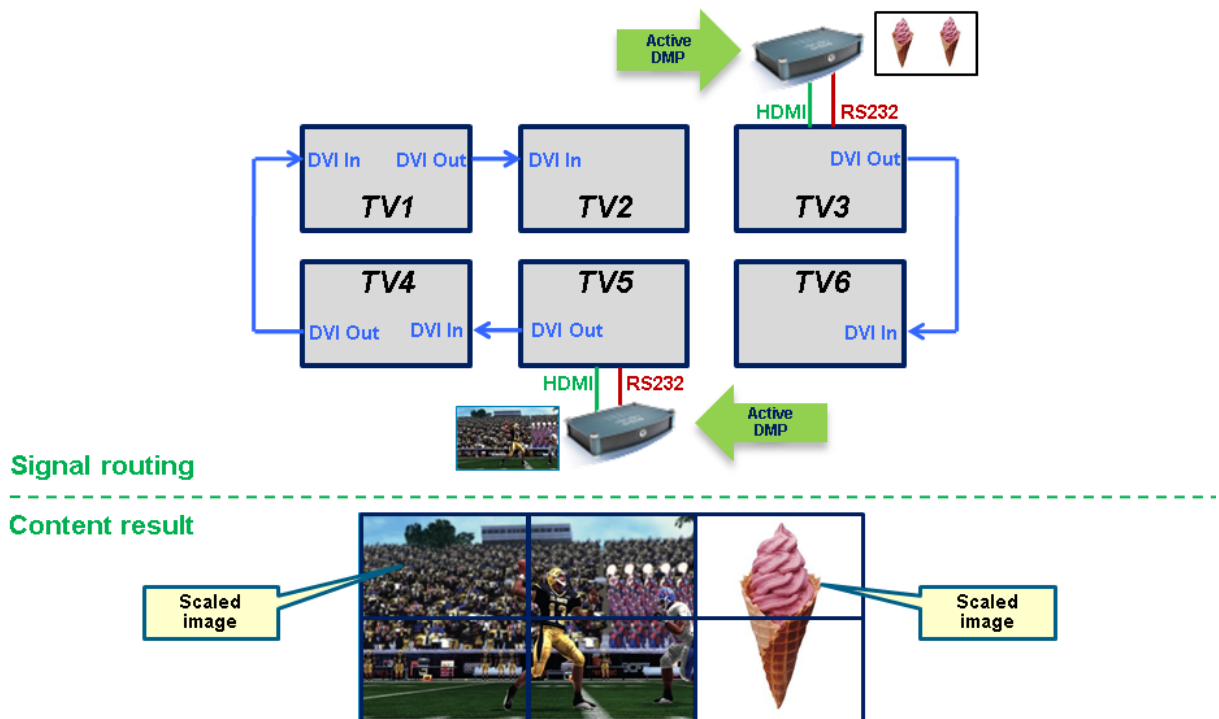 Active
DMP
HDMI
RS232
DVI In
DVI Out
DVI In
DVI Out
TV1
TV2
TV3
TV4
TV5
TV6
DVI Out
DVI In
DVI Out
DVI In
HDMI
RS232
Active
DMP
Signal routing
Content result
Scaled
image
Scaled
image